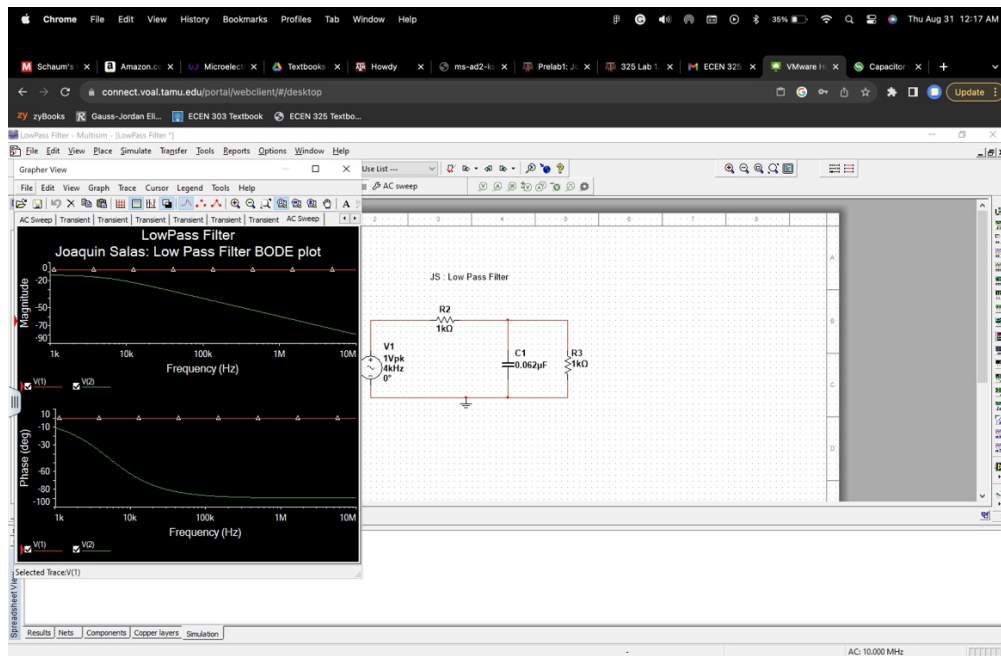 Chrome File Edit View History Bookmarks Profiles Tab Window Help 35% Thu Aug 31 12:17 AM
Schaum's Amazon.co Microelect Textbooks Howdy ms-ad2-k Prelab1: Jo 325 Lab 1. ECEN 325 VMware H Capacitor
connect.voal.tamu.edu/portal/webclient/#/desktop Update
zyBooks Gauss-Jordan Eli... ECEN 303 Textbook ECEN 325 Textbo...
LowPass Filter - Multisim - [LowPass Filter *]
File Edit View Place Simulate Transfer Tools Reports Options Window Help
Grapher View
Use List ---
File Edit View Graph Trace Cursor Legend Tools Help
AC sweep
AC Sweep Transient Transient Transient Transient Transient AC Sweep
LowPass Filter
Joaquin Salas: Low Pass Filter BODE plot
Magnitude
0
-20
-50
-70
-90
1k 10k 100k 1M 10M
Frequency (Hz)
V(1) V(2)
Phase (deg)
10
-10
-30
-60
-80
-100
1k 10k 100k 1M 10M
Frequency (Hz)
V(1) V(2)
Selected Trace:V(1)
JS : Low Pass Filter
R2
1kΩ
V1
1Vpk
4kHz
0°
C1
0.062µF
R3
1kΩ
A
B
C
D
Spreadsheet View
Results Nets Components Copper layers Simulation
AC: 10.000 MHz